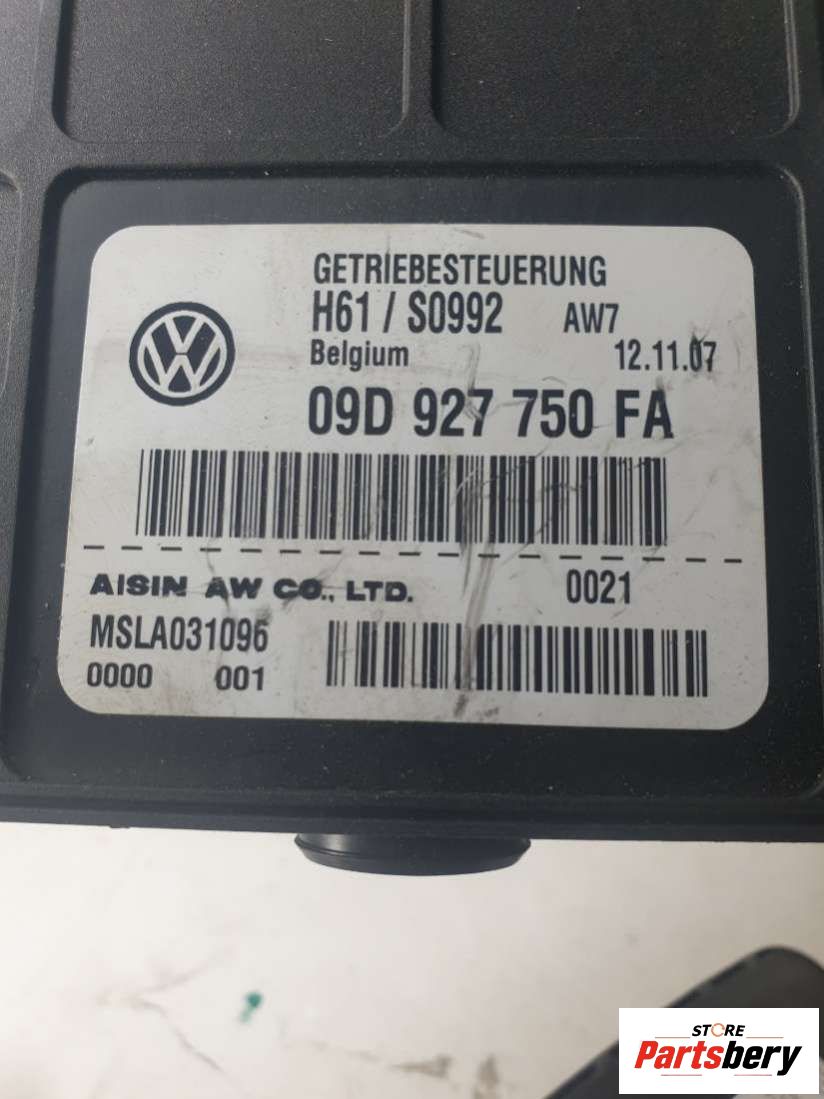 GETRIEBESTEUERUNG
H61 / S0992 AW7
Belgium 12.11.07
09D 927 750 FA
AISIN AW CO., LTD. 0021
MSLA031096
0000 001
STORE
Partsbery